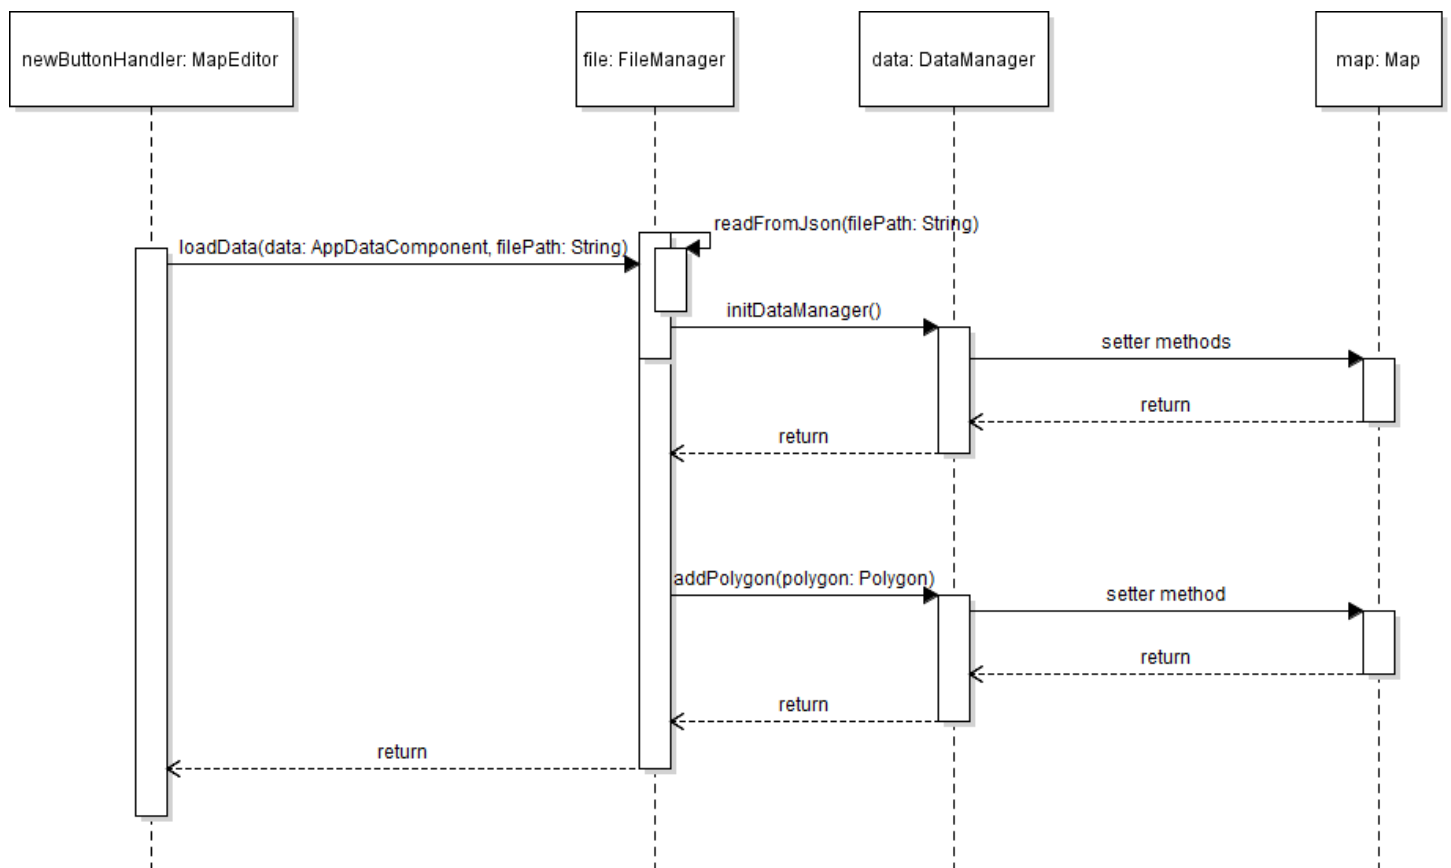 newButtonHandler: MapEditor
file: FileManager
data: DataManager
map: Map
readFromJson(filePath: String)
loadData(data: AppDataComponent, filePath: String)
initDataManager()
setter methods
return
return
addPolygon(polygon: Polygon)
setter method
return
return
return